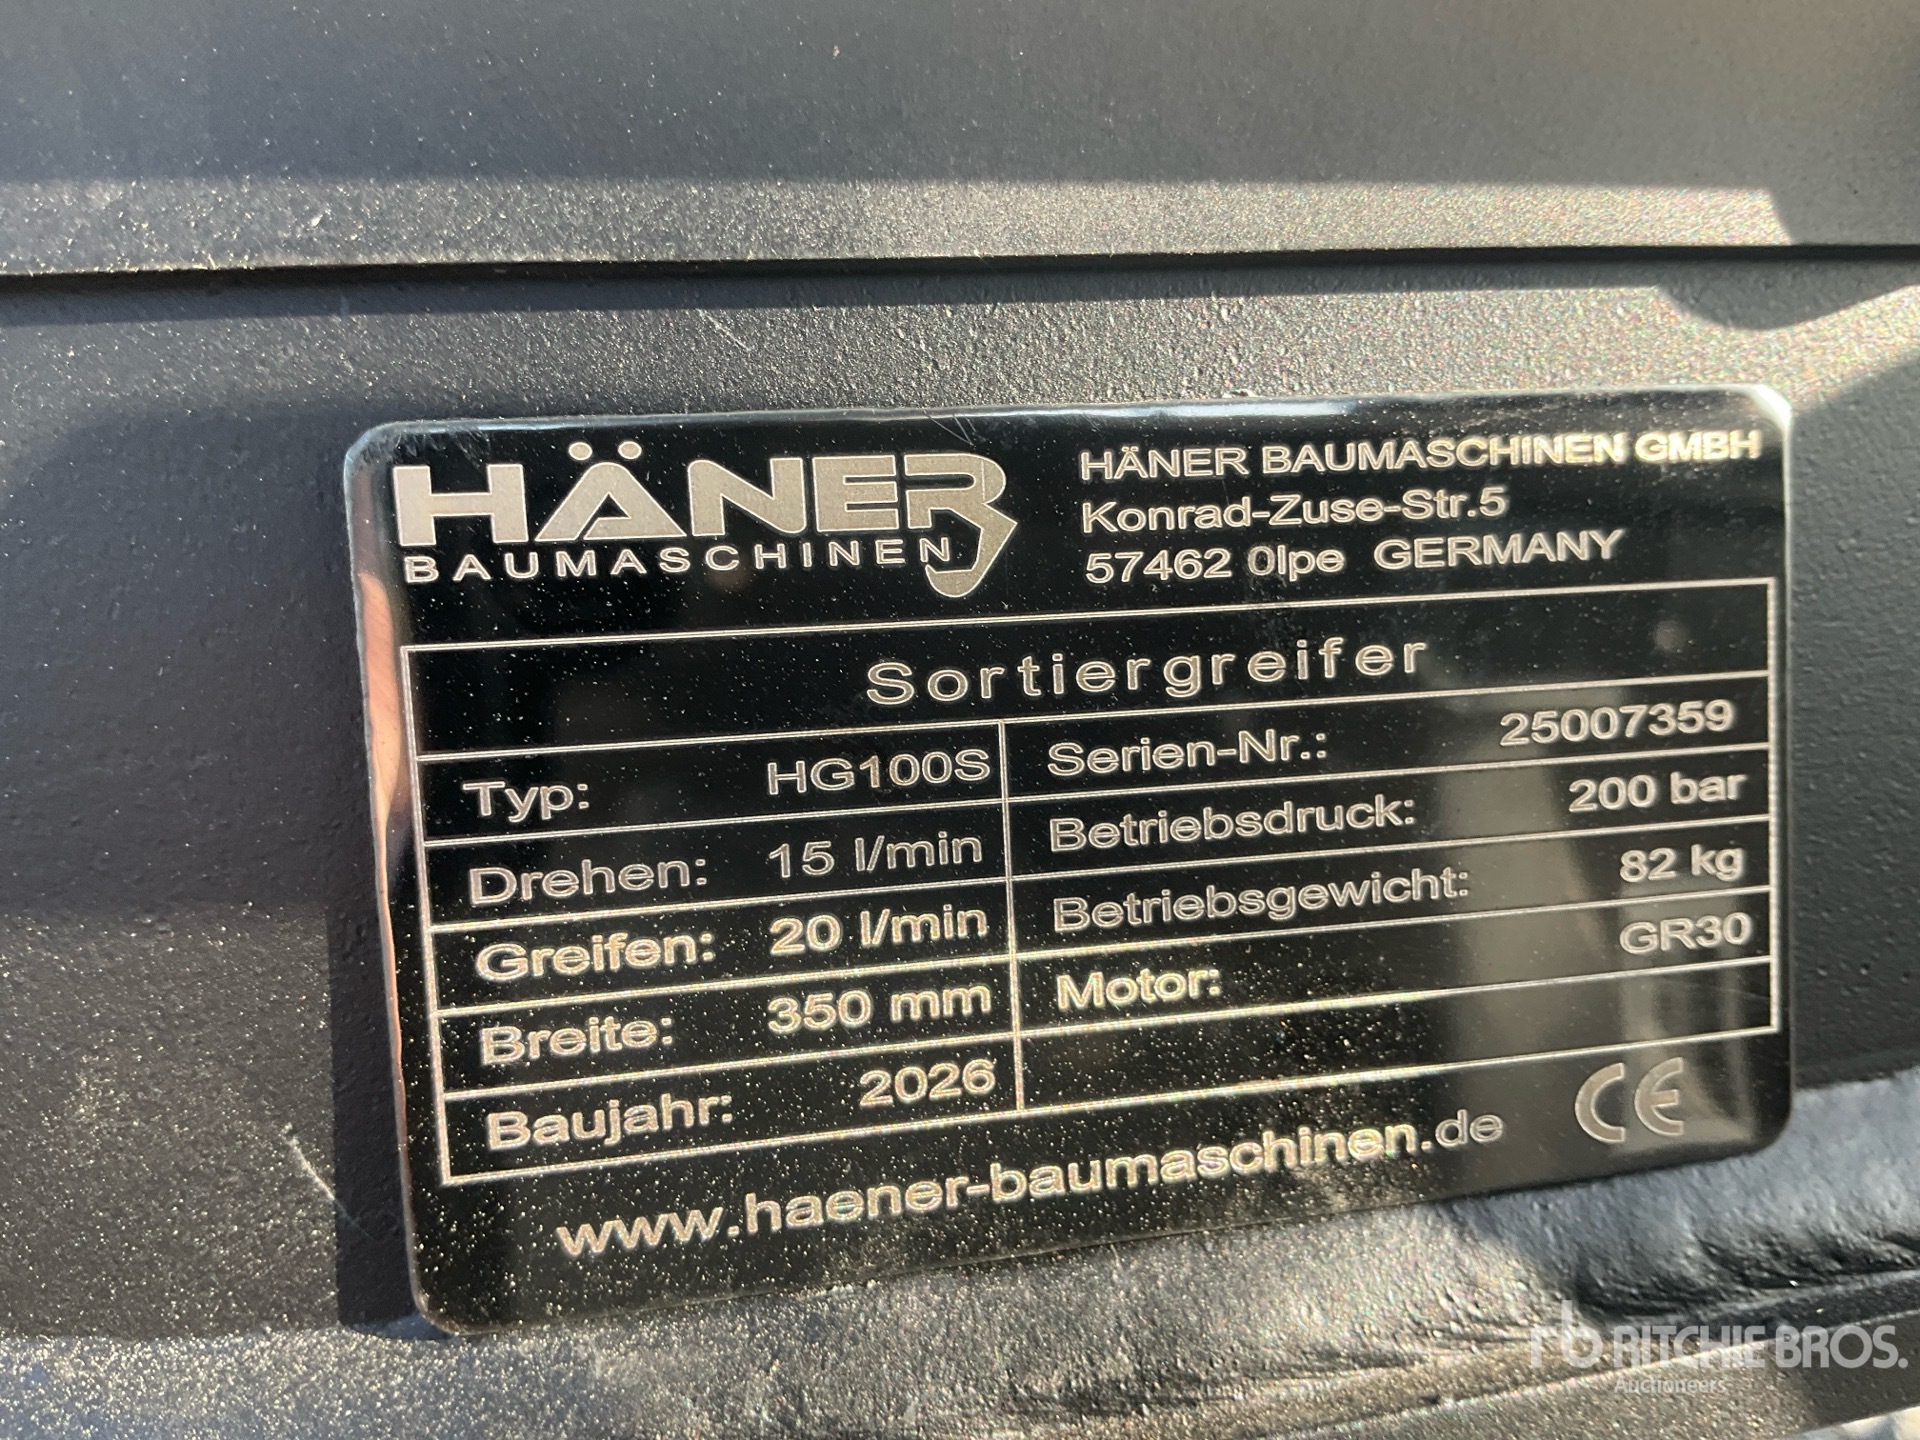 HÄNER
BAUMASCHINEN
HÄNER BAUMASCHINEN GMBH
Konrad-Zuse-Str.5
57462 Olpe GERMANY
Sortiergreifer
Typ: HG100S
Serien-Nr.: 25007359
Drehen: 15 l/min
Betriebsdruck: 200 bar
Greifen: 20 l/min
Betriebsgewicht: 82 kg
Breite: 350 mm
Motor: GR30
Baujahr: 2026
www.haener-baumaschinen.de CE
rb RITCHIE BROS.
Auctioneers